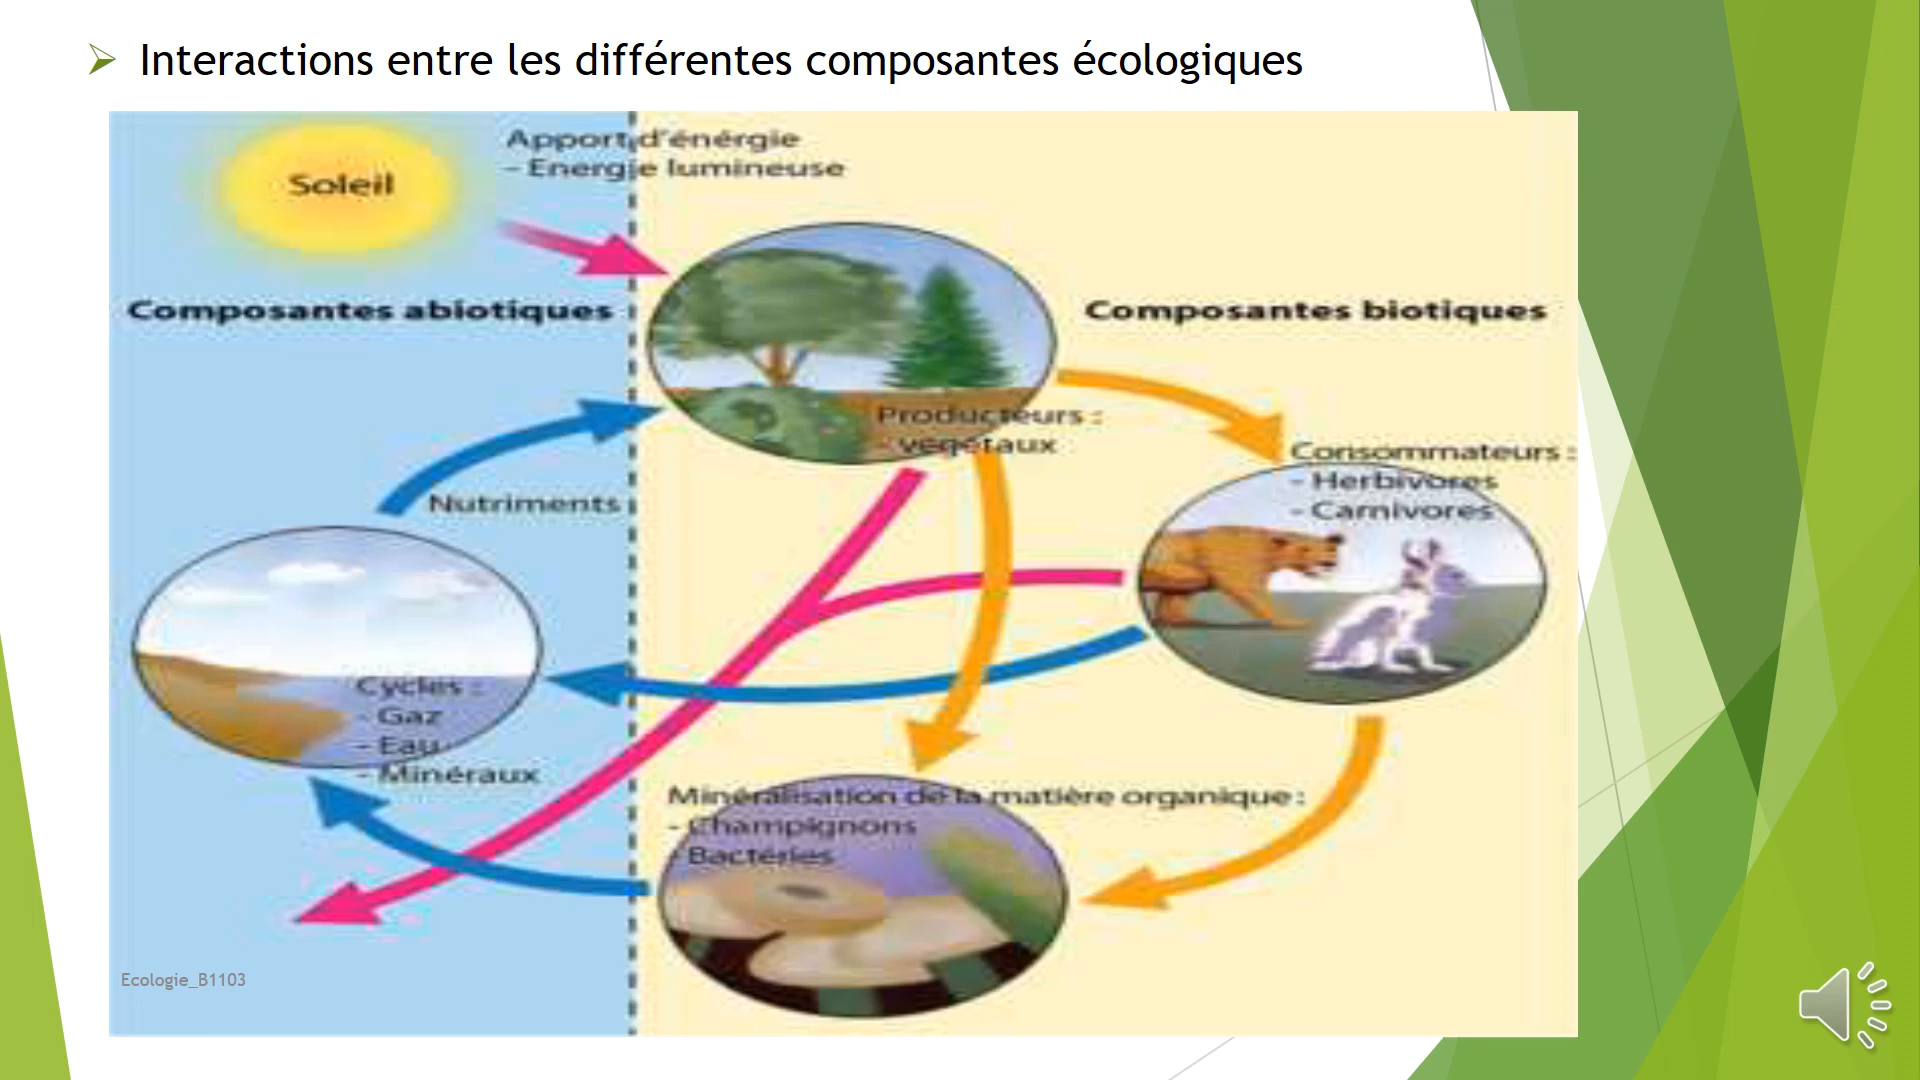 Interactions entre les différentes composantes écologiques
Apport d'énérgie
- Energie lumineuse
Soleil
Composantes abiotiques
Composantes biotiques
Producteurs :
- végétaux
Consommateurs :
- Herbivores
- Carnivores
Nutriments
Cycles :
- Gaz
- Eau
- Minéraux
Minéralisation de la matière organique :
- Champignons
- Bactéries
Ecologie_B1103